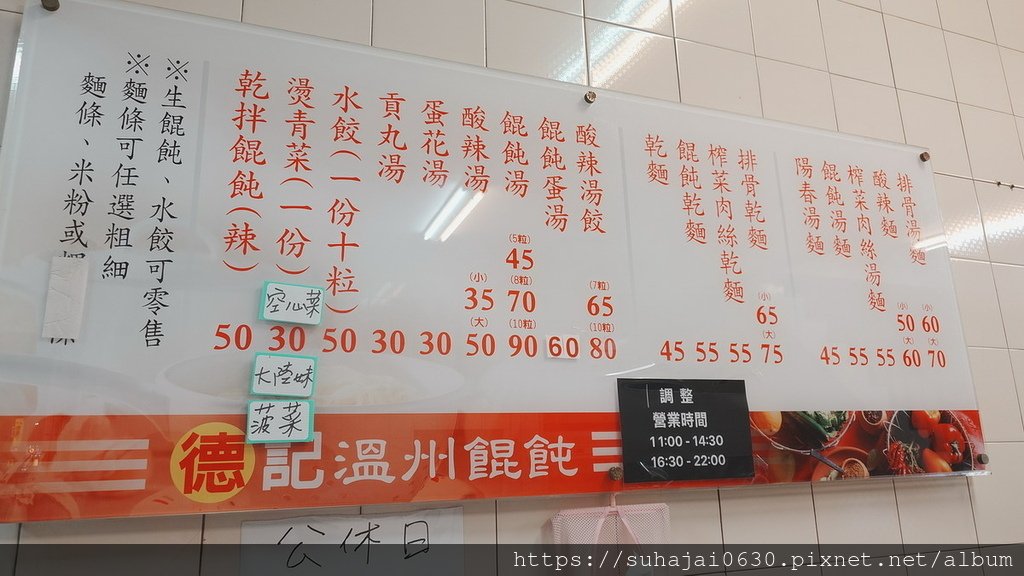 排骨湯麵 (小)60 (大)70
酸辣麵 (小)50 (大)60
榨菜肉絲湯麵 55
餛飩湯麵 55
陽春湯麵 45
排骨乾麵 (小)65 (大)75
榨菜肉絲乾麵 55
餛飩乾麵 55
乾麵 45
酸辣湯餃 (7粒)65 (10粒)80
餛飩蛋湯 60
餛飩湯 (5粒)45 (8粒)70 (10粒)90
酸辣湯 (小)35 (大)50
蛋花湯 30
貢丸湯 30
水餃(一份十粒) 50
燙青菜(一份) 30
空心菜
大陸妹
菠菜
乾拌餛飩(辣) 50
※生餛飩、水餃可零售
※麵條可任選粗細
麵條、米粉或
德記溫州餛飩
調整
營業時間
11:00 - 14:30
16:30 - 22:00
公休日
https://suhajai0630.pixnet.net/album